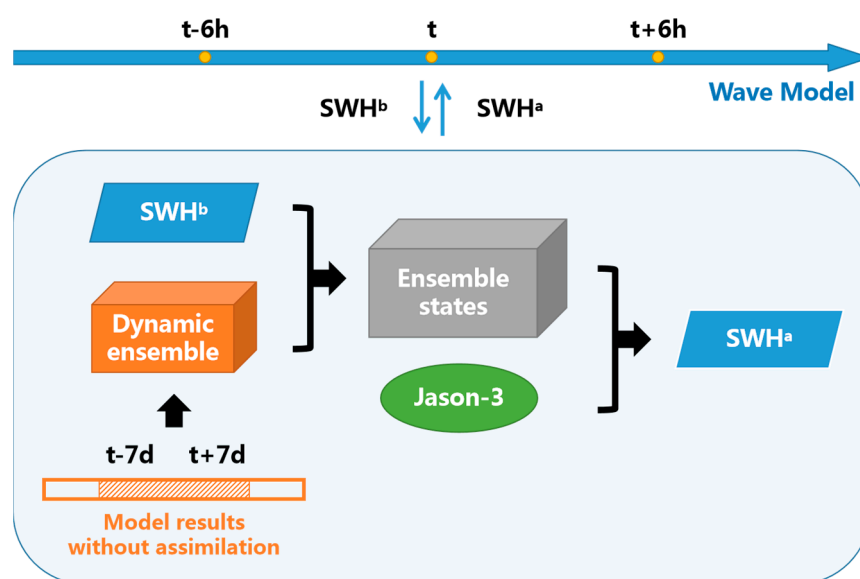 t-6h t t+6h
Wave Model
SWHᵇ SWHᵃ
SWHᵇ
Dynamic
ensemble
Ensemble
states
Jason-3
SWHᵃ
t-7d t+7d
Model results
without assimilation